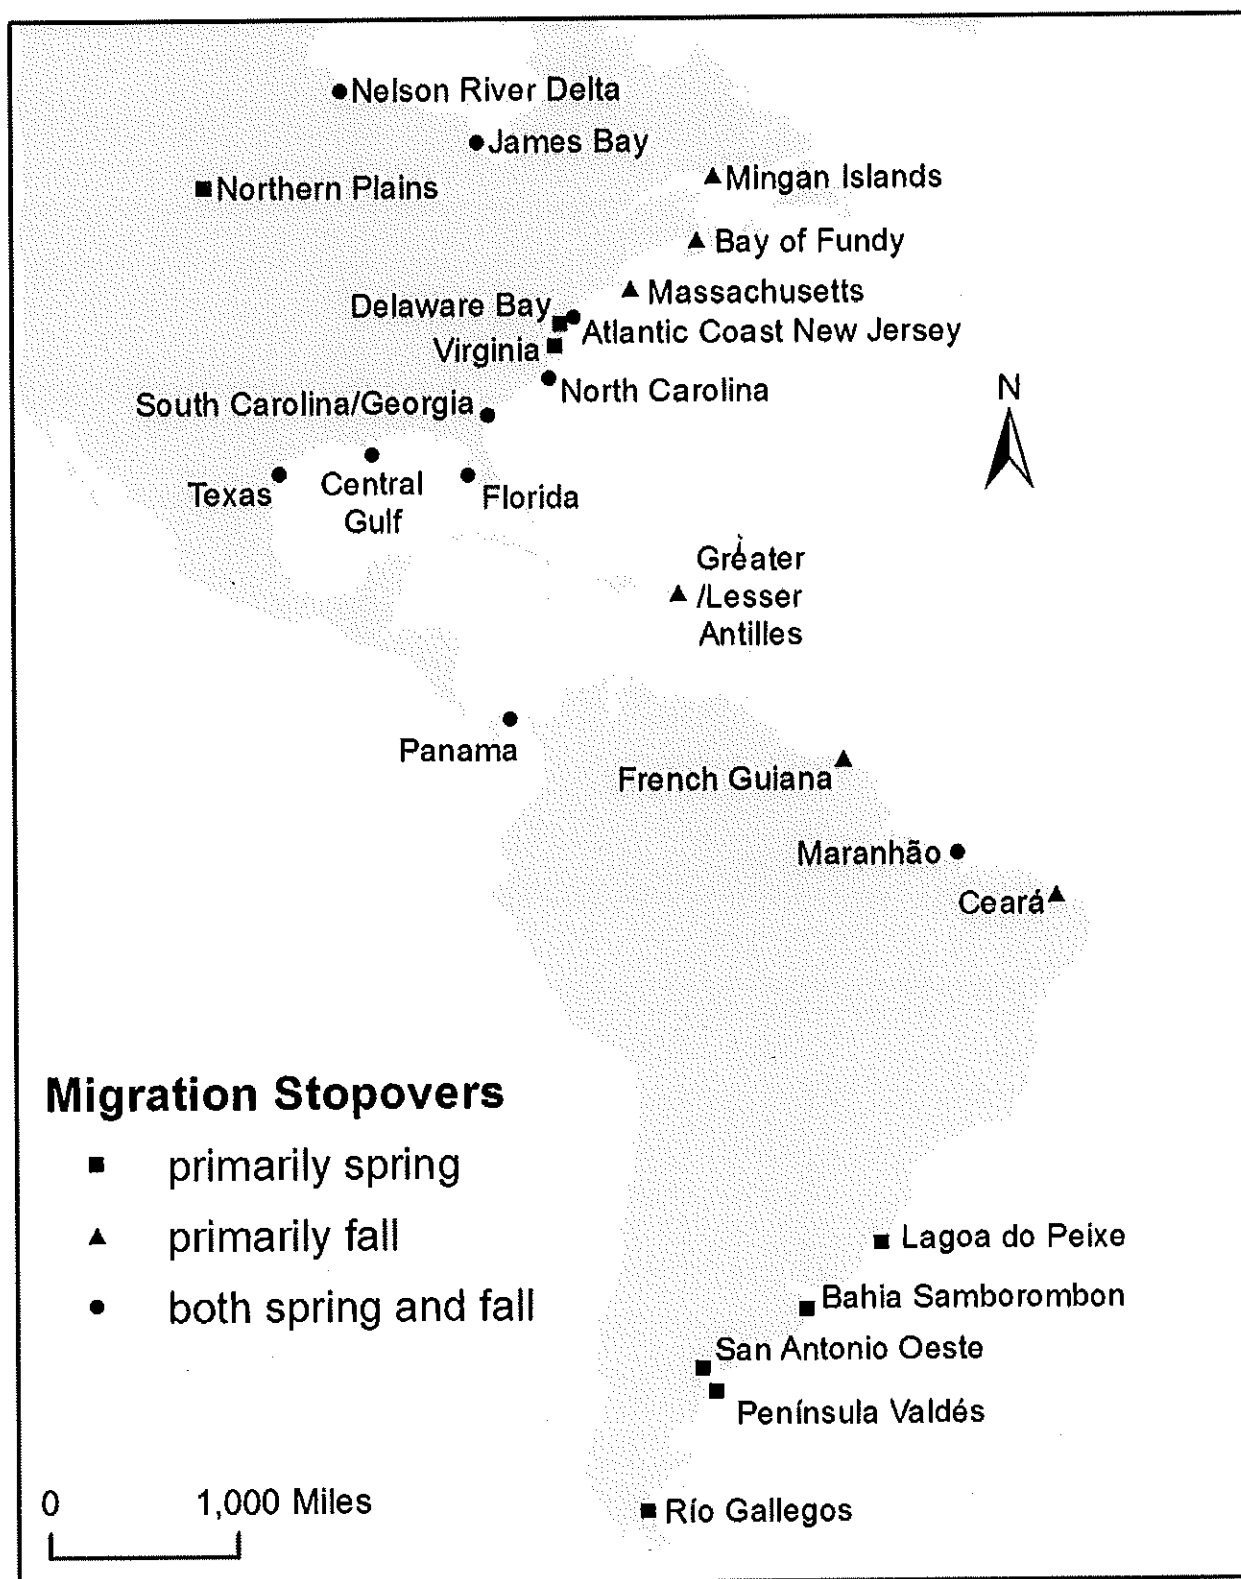 Nelson River Delta
James Bay
Mingan Islands
Northern Plains
Bay of Fundy
Massachusetts
Delaware Bay
Atlantic Coast New Jersey
Virginia
North Carolina
South Carolina/Georgia
N
Texas
Central
Gulf
Florida
Greater
/Lesser
Antilles
Panama
French Guiana
Maranhão
Ceará
Migration Stopovers
primarily spring
primarily fall
both spring and fall
Lagoa do Peixe
Bahia Samborombon
San Antonio Oeste
Península Valdés
Río Gallegos
0 1,000 Miles